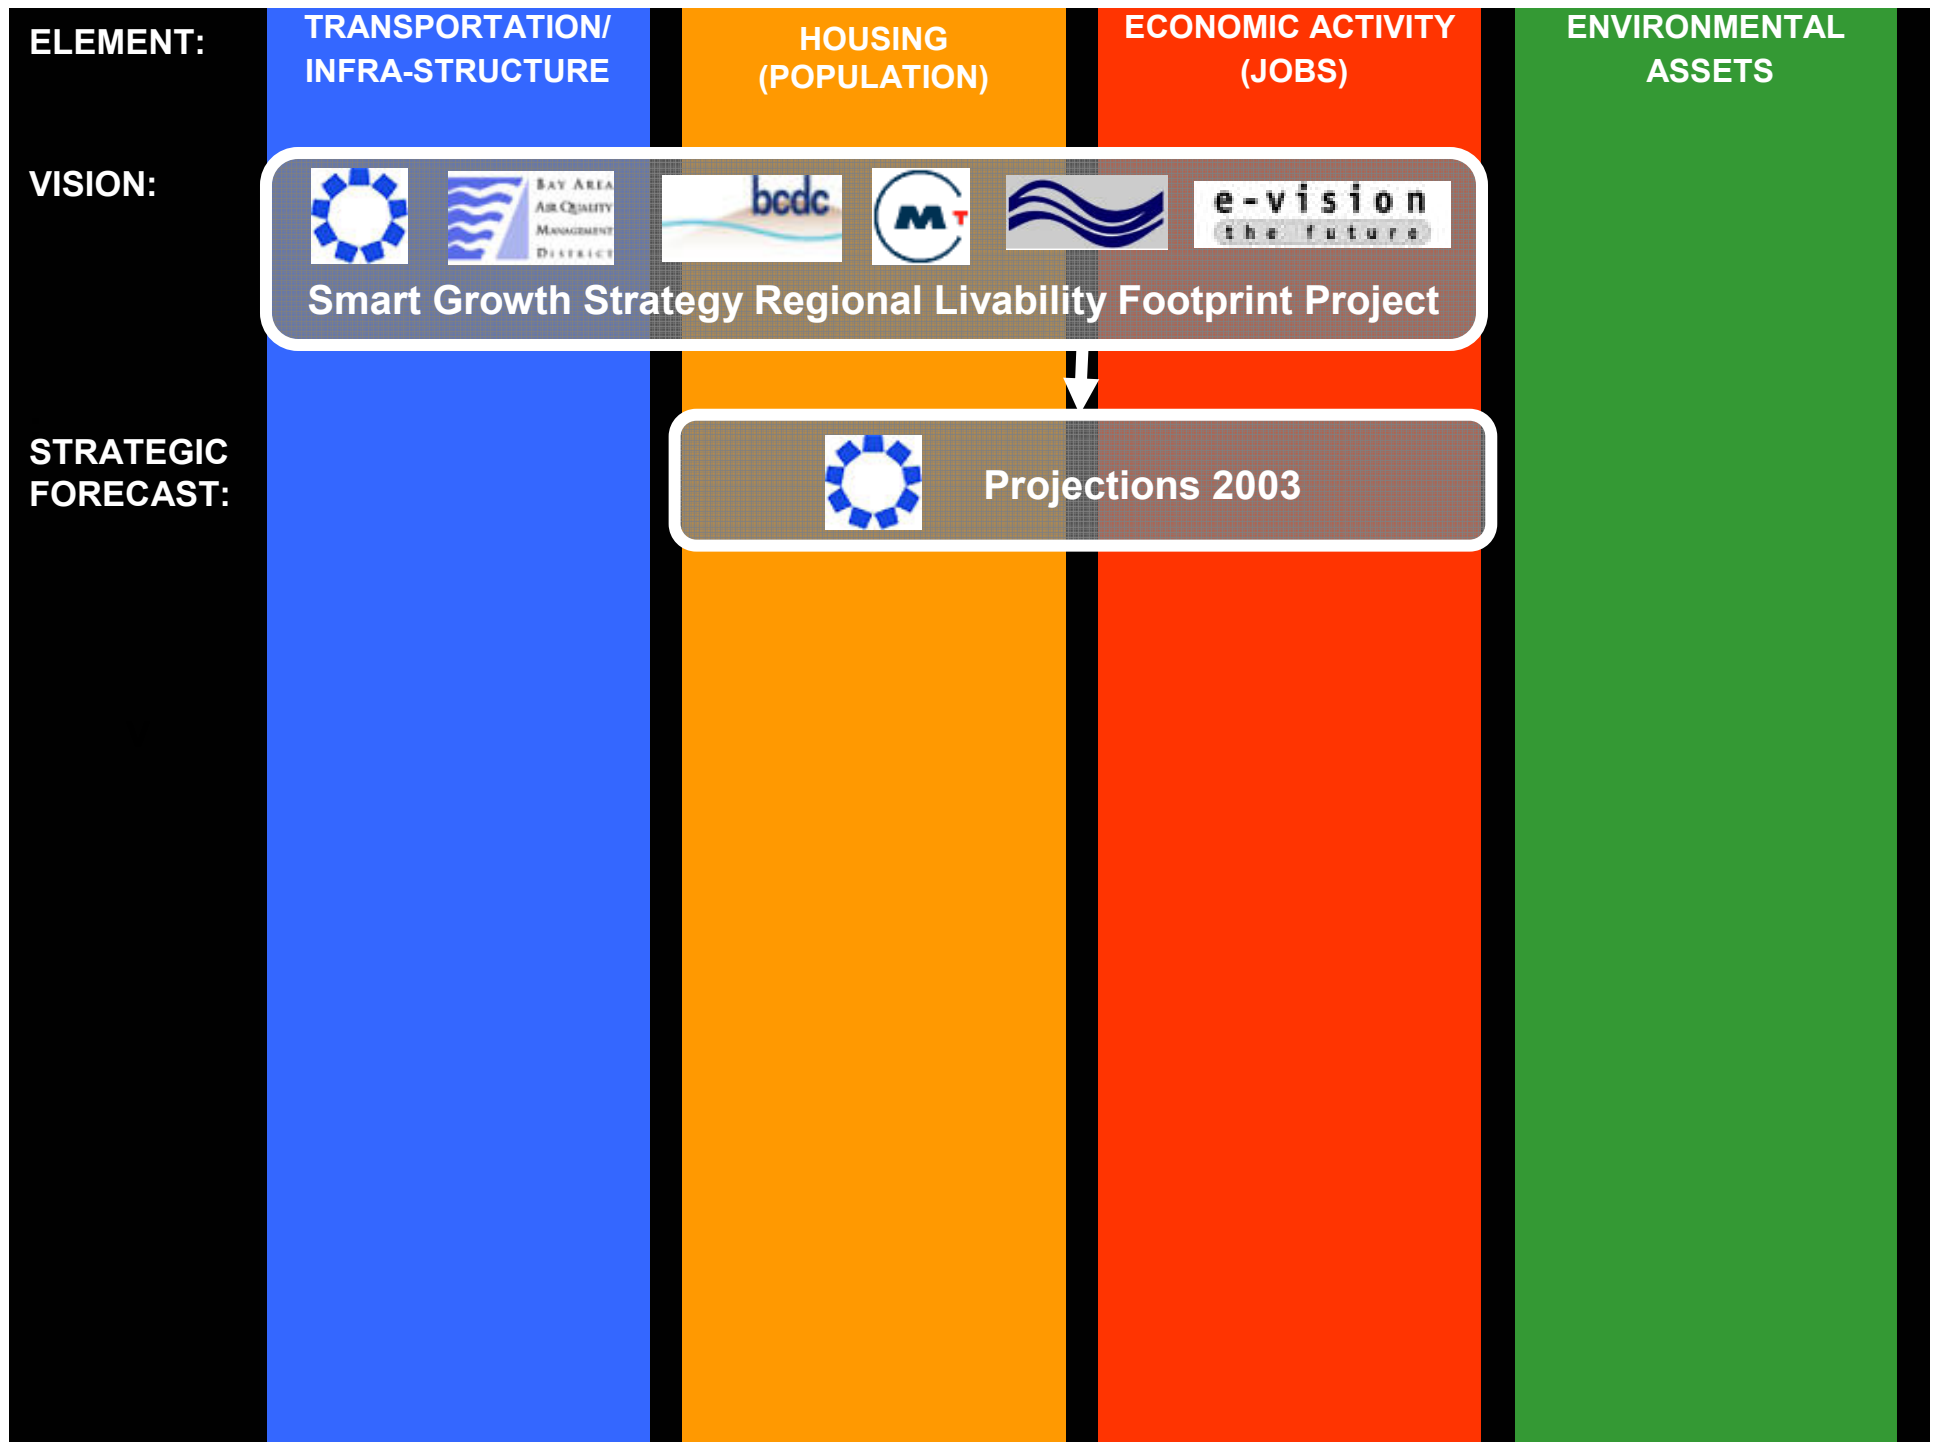 ELEMENT:
TRANSPORTATION/
INFRA-STRUCTURE
HOUSING
(POPULATION)
ECONOMIC ACTIVITY
(JOBS)
ENVIRONMENTAL
ASSETS
VISION:
BAY AREA
AIR QUALITY
MANAGEMENT
DISTRICT
bcdc
M T
e-vision
the future
Smart Growth Strategy Regional Livability Footprint Project
STRATEGIC
FORECAST:
Projections 2003